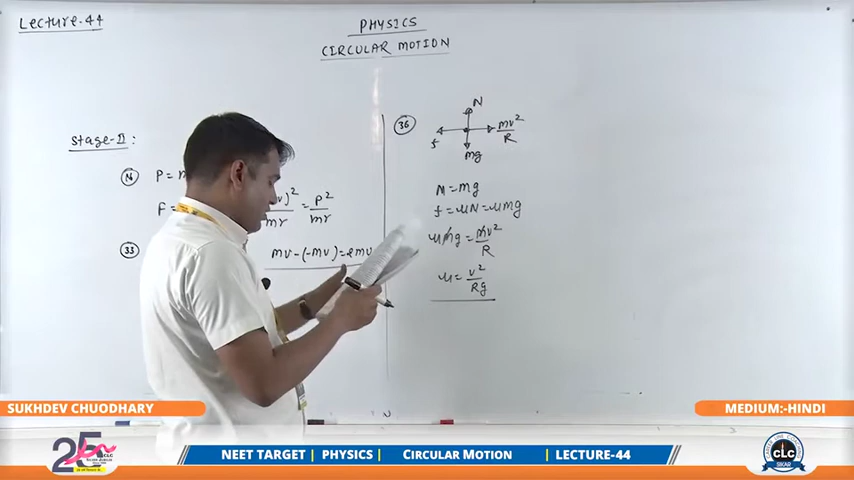 Lecture-44
PHYSICS
CIRCULAR MOTION
Stage-II:
P=
F=
)²/mr = P²/mr
33
mv-(-mv)=2mv
36
N
f
mv²/R
mg
N=mg
f=μN=μmg
μmg=mv²/R
μ=v²/Rg
SUKHDEV CHUODHARY
MEDIUM:-HINDI
25
CLC
NEET TARGET | PHYSICS | CIRCULAR MOTION | LECTURE-44
CLC
SIKAR